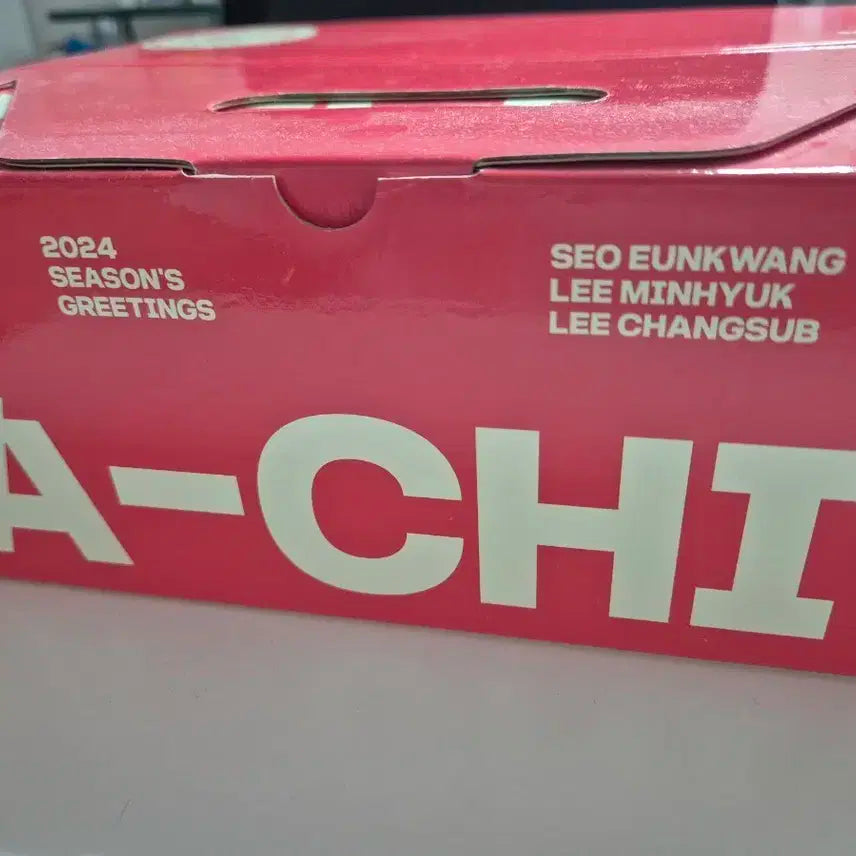 2024
SEASON'S
GREETINGS
SEO EUNKWANG
LEE MINHYUK
LEE CHANGSUB
A-CHI